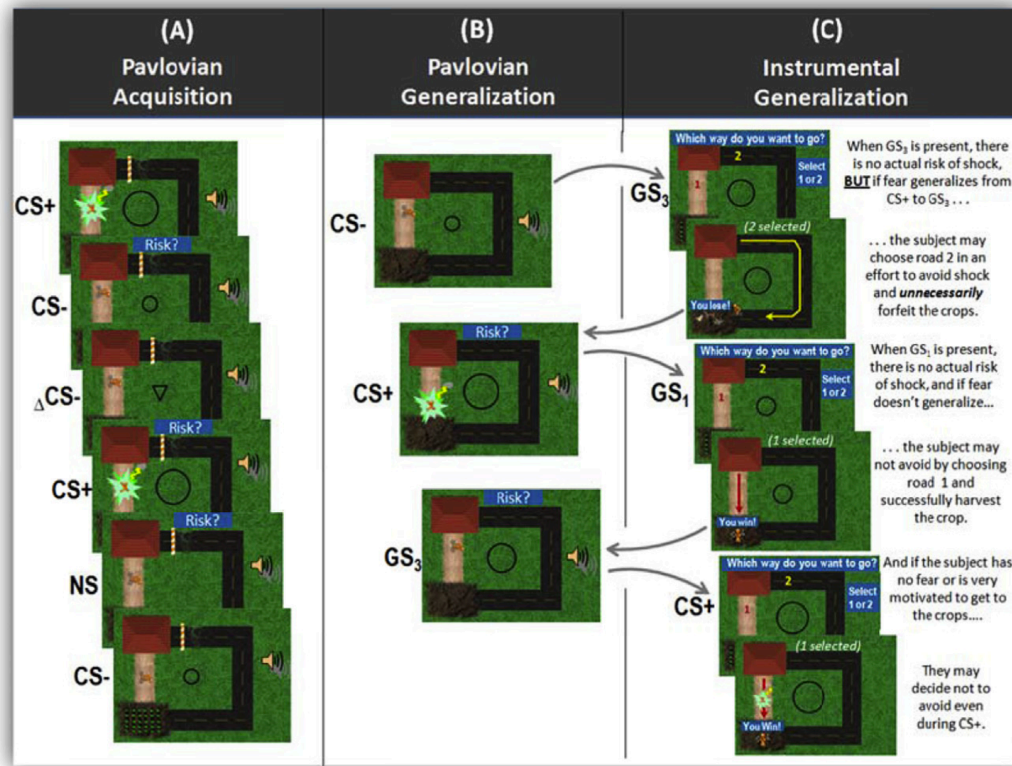 (A)
Pavlovian
Acquisition
(B)
Pavlovian
Generalization
(C)
Instrumental
Generalization
CS+
Risk?
CS-
ΔCS-
Risk?
CS+
Risk?
NS
CS-
CS-
Risk?
CS+
Risk?
GS3
Which way do you want to go?
2
1
Select
1 or 2
GS3
(2 selected)
You lose!
When GS3 is present, there
is no actual risk of shock,
BUT if fear generalizes from
CS+ to GS3 ...
. . . the subject may
choose road 2 in an
effort to avoid shock
and unnecessarily
forfeit the crops.
Which way do you want to go?
2
1
Select
1 or 2
GS1
(1 selected)
You win!
When GS1 is present,
there is no actual risk
of shock, and if fear
doesn't generalize...
. . . the subject may
not avoid by choosing
road 1 and
successfully harvest
the crop.
Which way do you want to go?
2
1
Select
1 or 2
CS+
(1 selected)
You Win!
And if the subject has
no fear or is very
motivated to get to
the crops....
They may
decide not to
avoid even
during CS+.